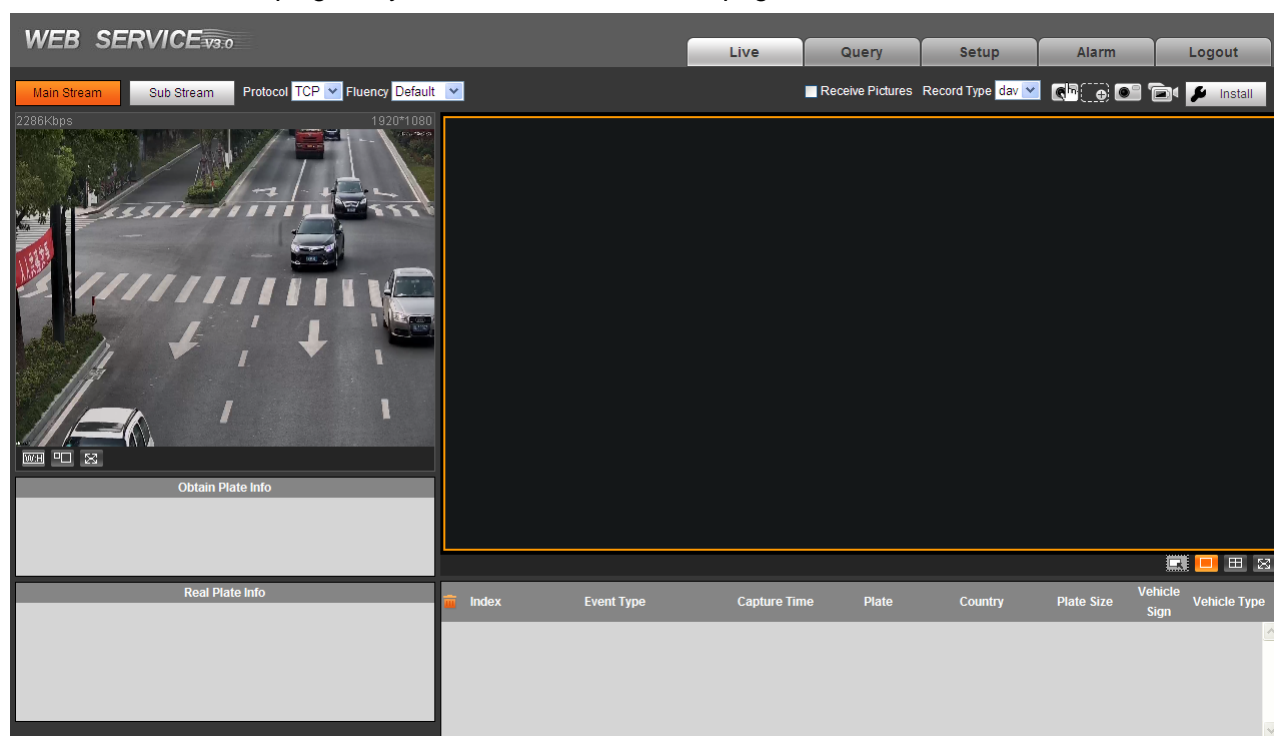 WEB SERVICE V3.0
Live Query Setup Alarm Logout
Main Stream Sub Stream Protocol TCP Fluency Default Receive Pictures Record Type dav Install
2286Kbps 1920*1080
W:H
Obtain Plate Info
Real Plate Info
Index Event Type Capture Time Plate Country Plate Size Vehicle Sign Vehicle Type